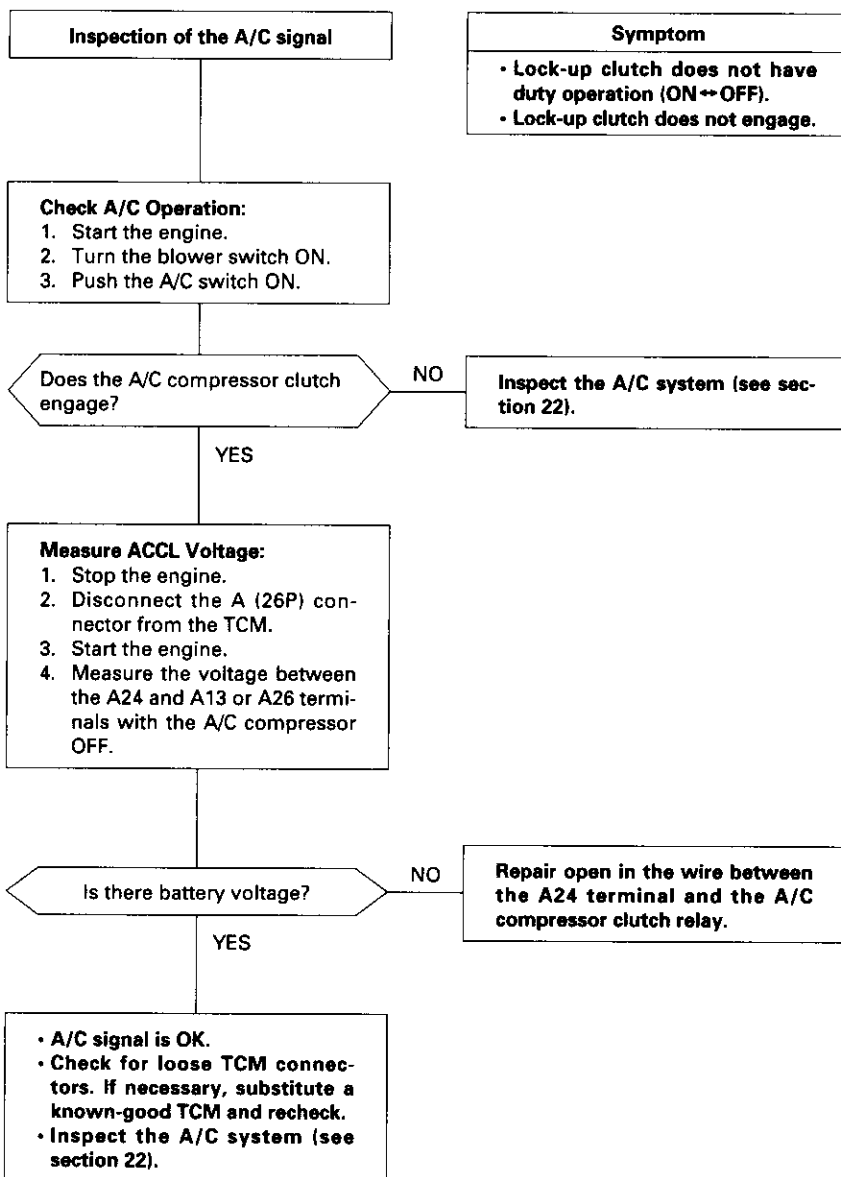 Inspection of the A/C signal
Symptom
• Lock-up clutch does not have
duty operation (ON↔OFF).
• Lock-up clutch does not engage.
Check A/C Operation:
1. Start the engine.
2. Turn the blower switch ON.
3. Push the A/C switch ON.
Does the A/C compressor clutch
engage?
NO
Inspect the A/C system (see sec-
tion 22).
YES
Measure ACCL Voltage:
1. Stop the engine.
2. Disconnect the A (26P) con-
nector from the TCM.
3. Start the engine.
4. Measure the voltage between
the A24 and A13 or A26 termi-
nals with the A/C compressor
OFF.
Is there battery voltage?
NO
Repair open in the wire between
the A24 terminal and the A/C
compressor clutch relay.
YES
• A/C signal is OK.
• Check for loose TCM connec-
tors. If necessary, substitute a
known-good TCM and recheck.
• Inspect the A/C system (see
section 22).